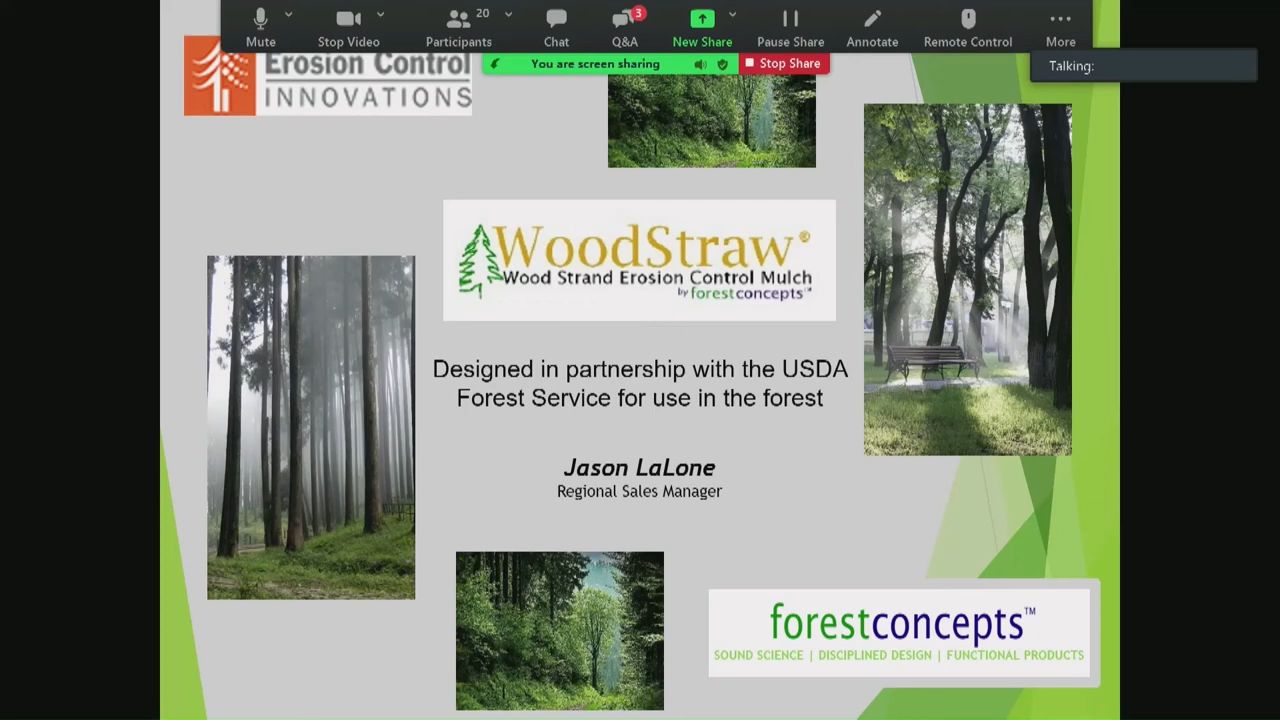 20
3
Mute
Stop Video
Participants
Chat
Q&A
New Share
Pause Share
Annotate
Remote Control
More
You are screen sharing
Stop Share
Talking:
Erosion Control
INNOVATIONS
WoodStraw®
Wood Strand Erosion Control Mulch
by forestconcepts™
Designed in partnership with the USDA
Forest Service for use in the forest
Jason LaLone
Regional Sales Manager
forestconcepts™
SOUND SCIENCE | DISCIPLINED DESIGN | FUNCTIONAL PRODUCTS